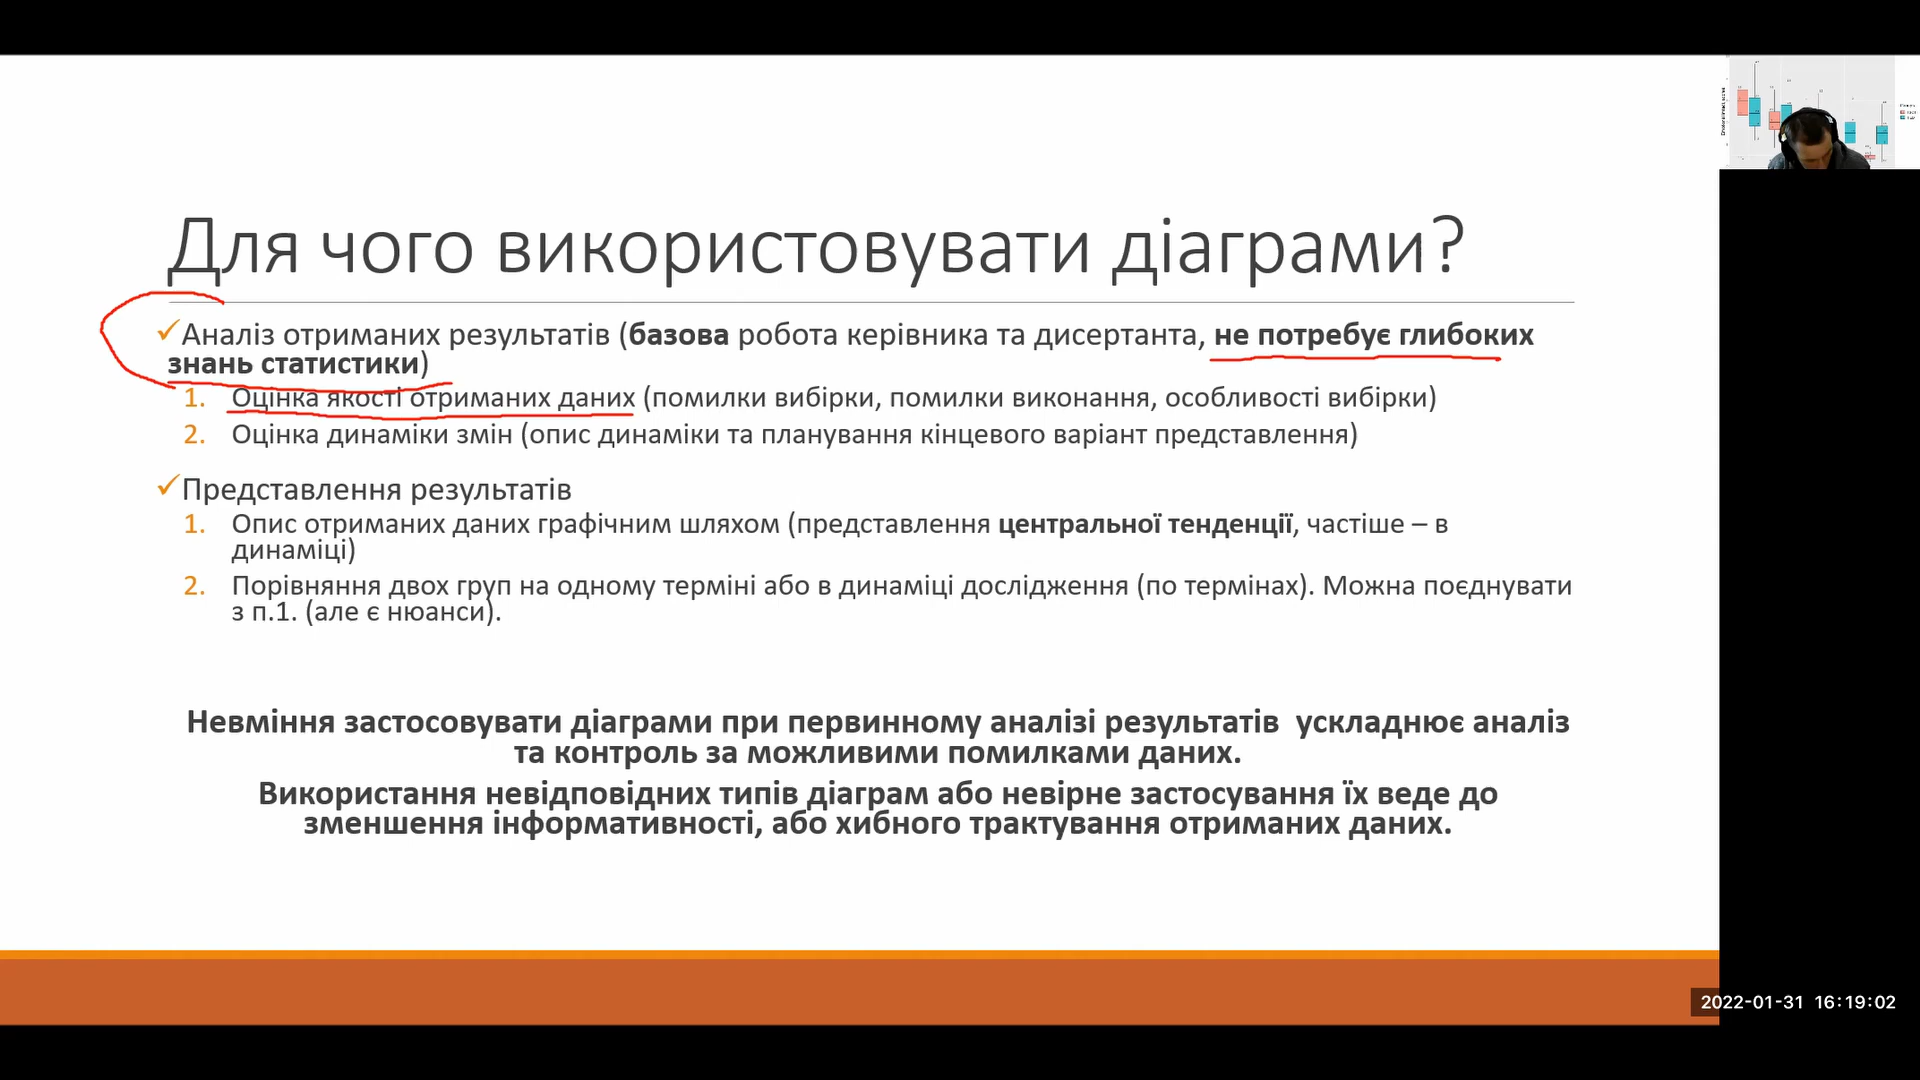 Для чого використовувати діаграми?
✓Аналіз отриманих результатів (базова робота керівника та дисертанта, не потребує глибоких
знань статистики)
1. Оцінка якості отриманих даних (помилки вибірки, помилки виконання, особливості вибірки)
2. Оцінка динаміки змін (опис динаміки та планування кінцевого варіант представлення)
✓Представлення результатів
1. Опис отриманих даних графічним шляхом (представлення центральної тенденції, частіше – в
динаміці)
2. Порівняння двох груп на одному терміні або в динаміці дослідження (по термінах). Можна поєднувати
з п.1. (але є нюанси).
Невміння застосовувати діаграми при первинному аналізі результатів ускладнює аналіз
та контроль за можливими помилками даних.
Використання невідповідних типів діаграм або невірне застосування їх веде до
зменшення інформативності, або хибного трактування отриманих даних.
2022-01-31 16:19:02